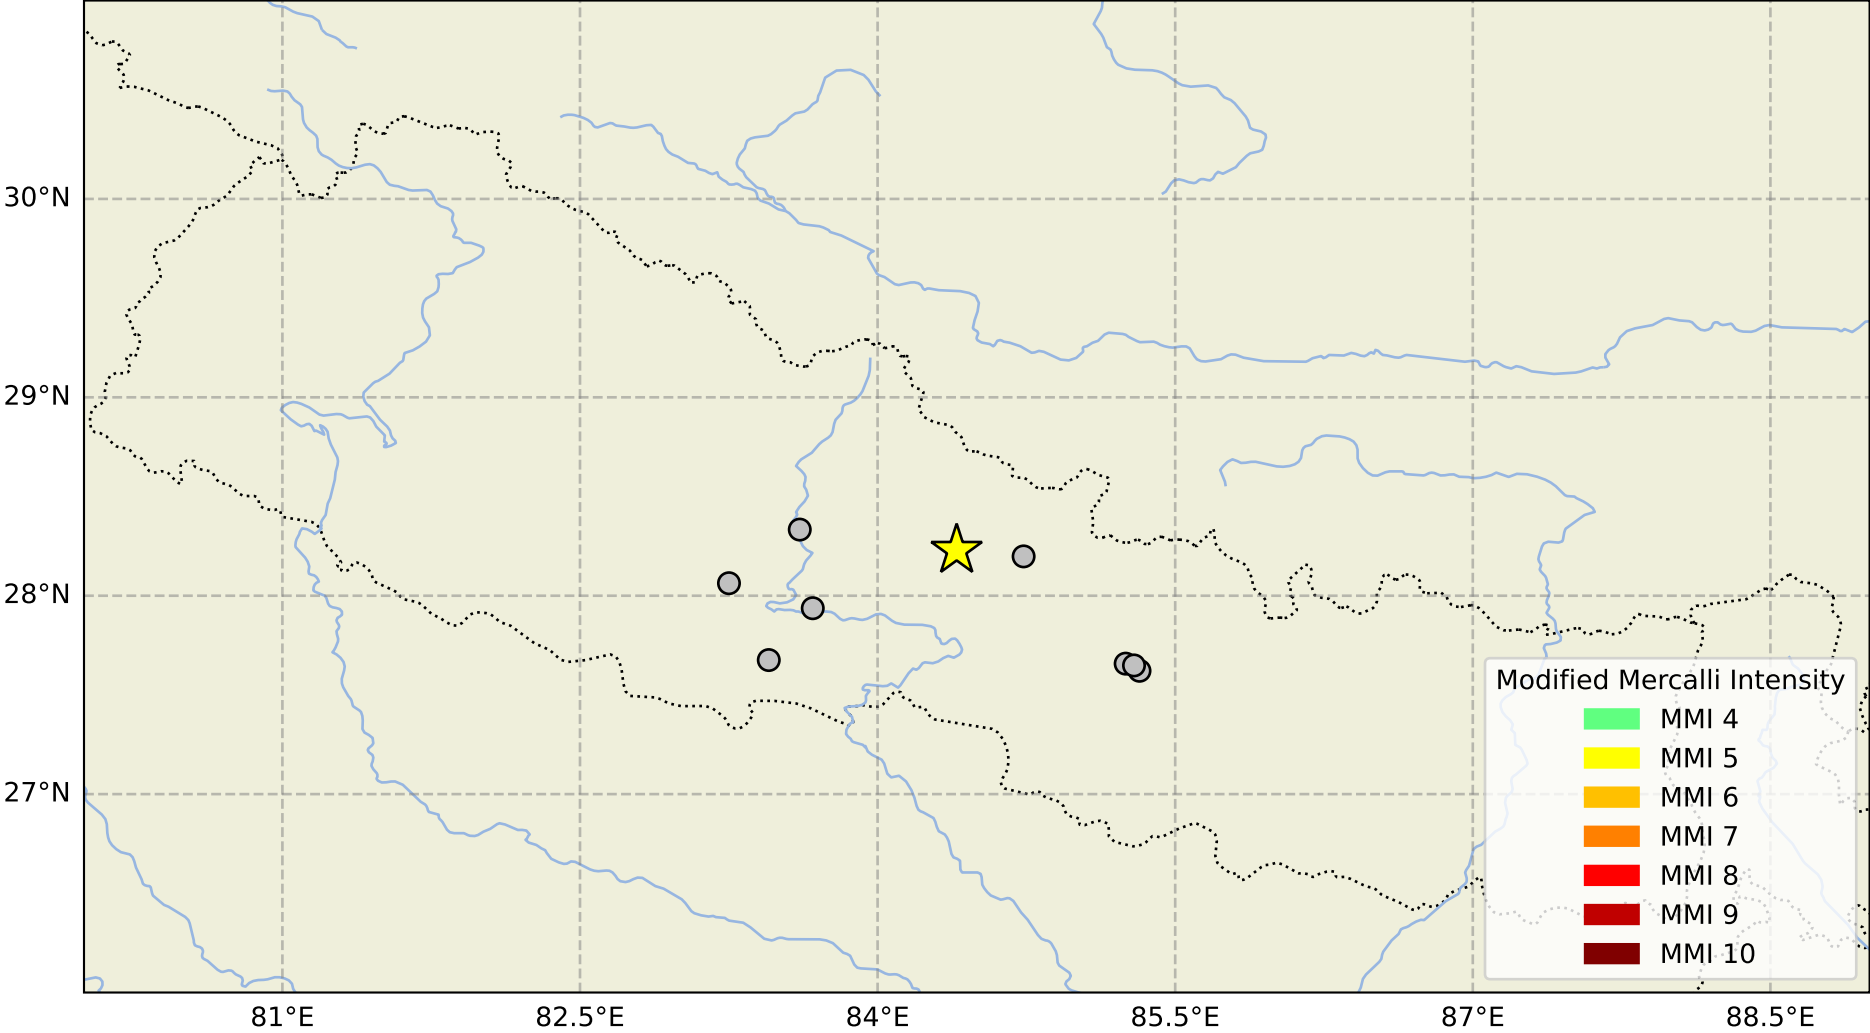 30°N
29°N
28°N
27°N
Modified Mercalli Intensity
MMI 4
MMI 5
MMI 6
MMI 7
MMI 8
MMI 9
MMI 10
81°E 82.5°E 84°E 85.5°E 87°E 88.5°E